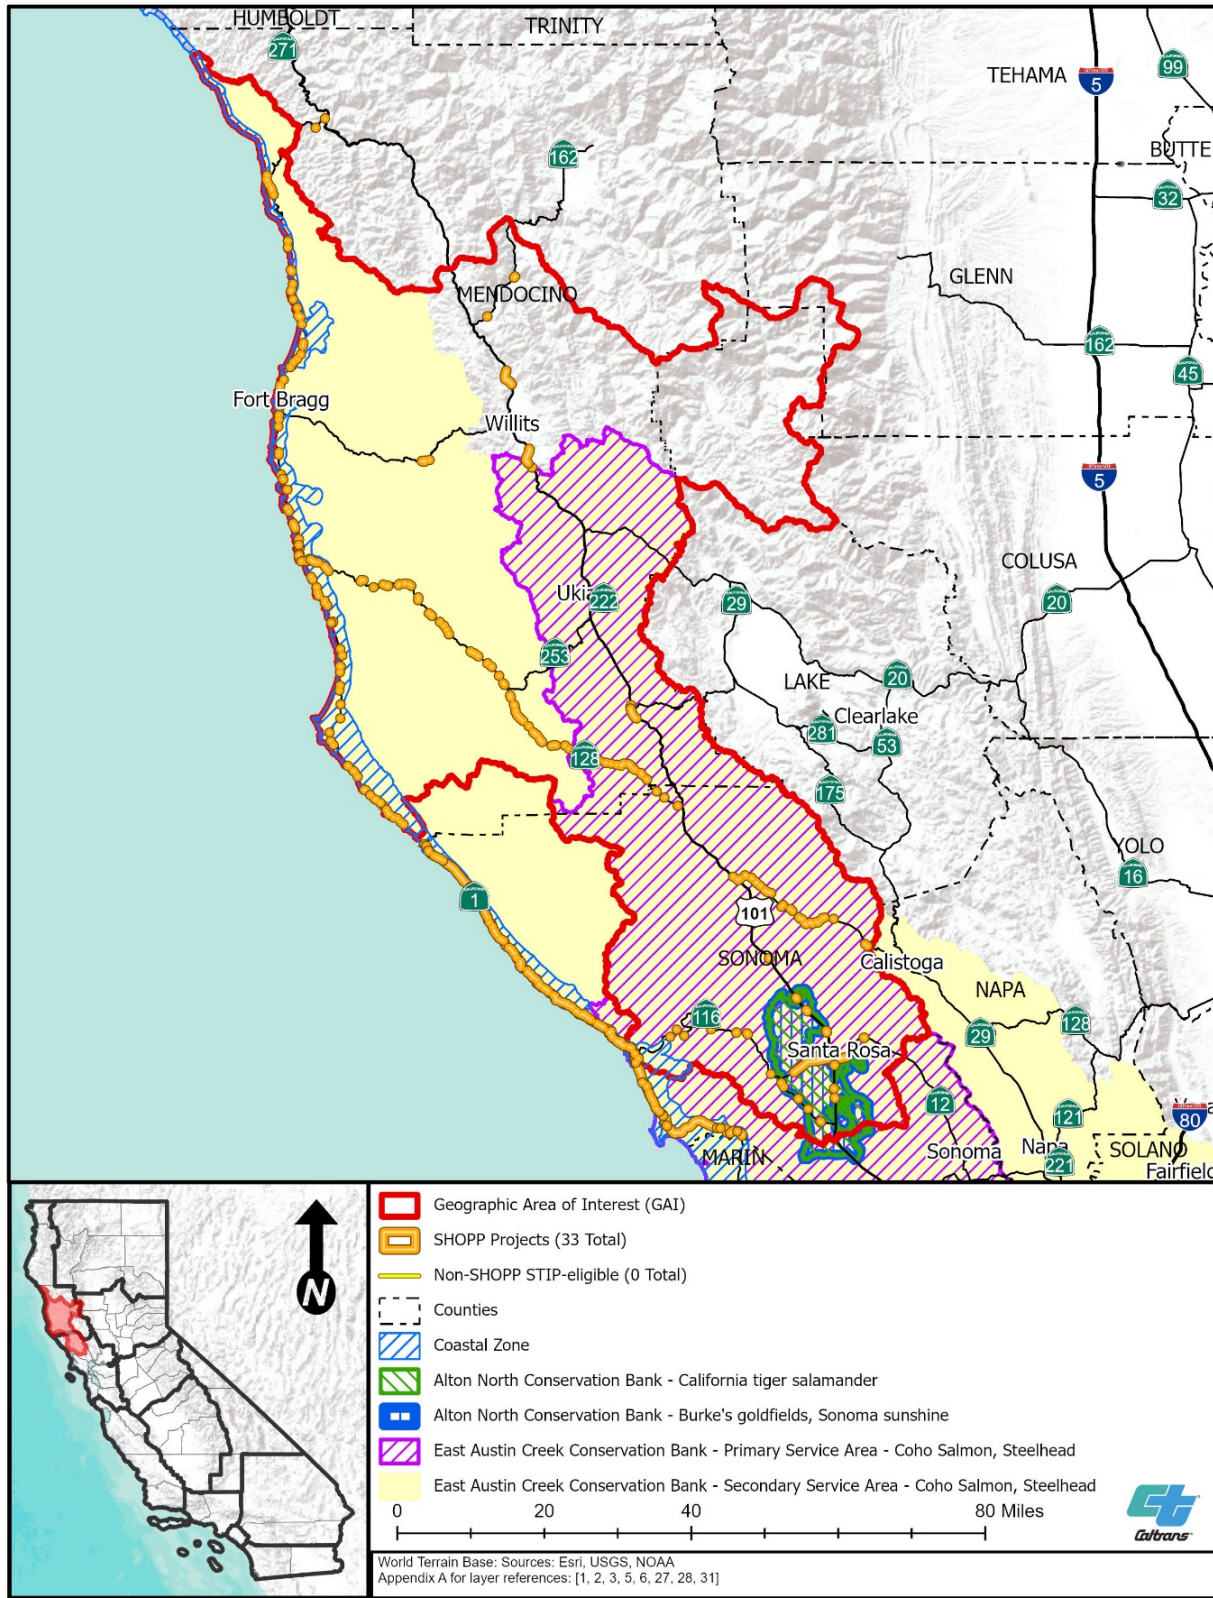 HUMBOLDT
TRINITY
271
TEHAMA
CALIFORNIA 99
INTERSTATE 5
162
BUTTE
32
GLENN
MENDOCINO
162
45
Fort Bragg
Willits
INTERSTATE 5
COLUSA
222
29
20
253
LAKE
20
Clearlake
281
53
128
175
YOLO
16
1
101
SONOMA
Calistoga
NAPA
116
128
29
Santa Rosa
12
121
80
MARIN
Sonoma
Napa
221
SOLANO
Fairfield
N
Geographic Area of Interest (GAI)
SHOPP Projects (33 Total)
Non-SHOPP STIP-eligible (0 Total)
Counties
Coastal Zone
Alton North Conservation Bank - California tiger salamander
Alton North Conservation Bank - Burke's goldfields, Sonoma sunshine
East Austin Creek Conservation Bank - Primary Service Area - Coho Salmon, Steelhead
East Austin Creek Conservation Bank - Secondary Service Area - Coho Salmon, Steelhead
0 20 40 80 Miles
Caltrans
World Terrain Base: Sources: Esri, USGS, NOAA
Appendix A for layer references: [1, 2, 3, 5, 6, 27, 28, 31]